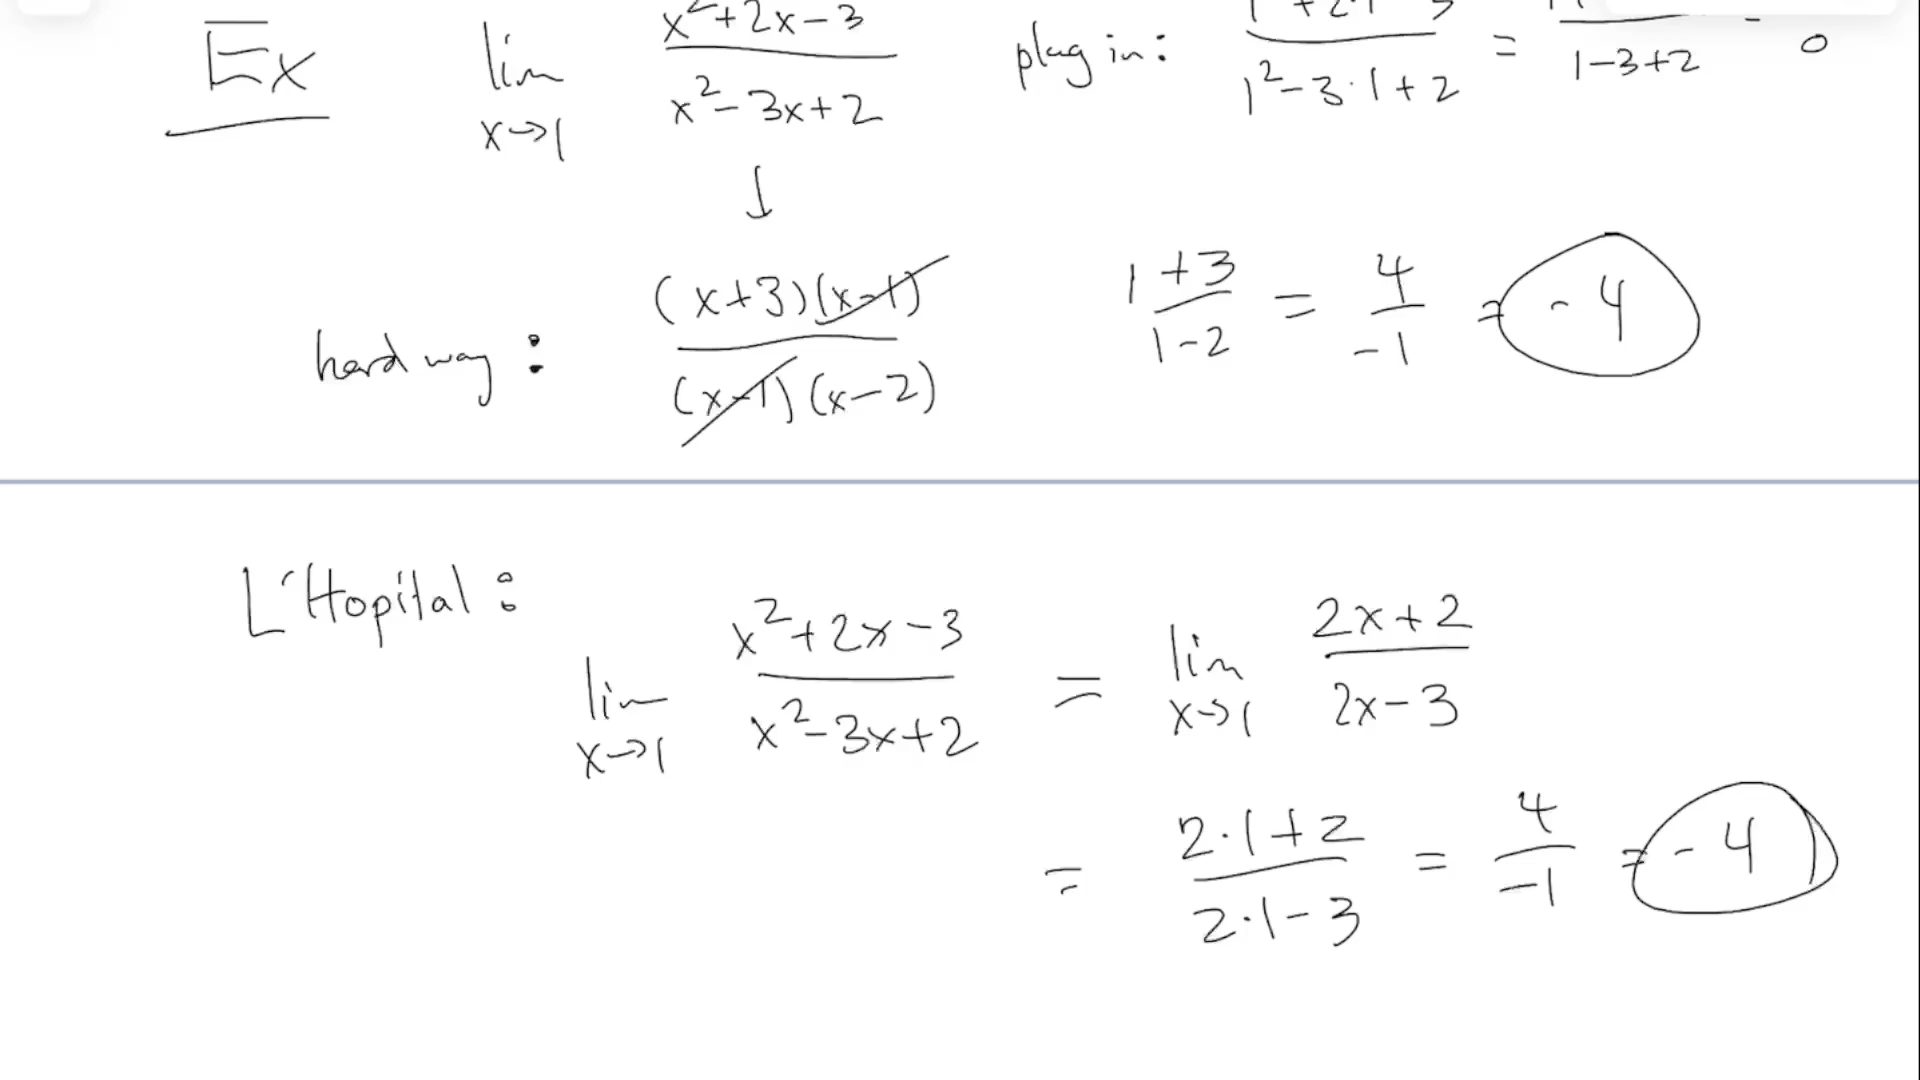 Ex lim x→1 (x²+2x-3)/(x²-3x+2) plug in: /(1²-3·1+2) = /(1-3+2) 0
↓
hard way: (x+3)(x-1)/(x-1)(x-2) (1+3)/(1-2) = 4/-1 = -4
L'Hopital:
lim x→1 (x²+2x-3)/(x²-3x+2) = lim x→1 (2x+2)/(2x-3)
= (2·1+2)/(2·1-3) = 4/-1 = -4